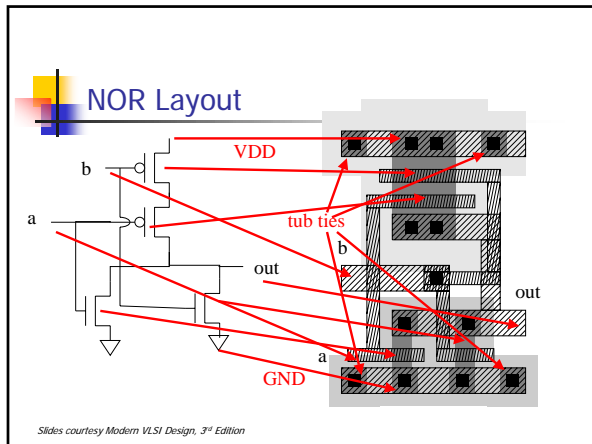 NOR Layout
VDD
b
a
tub ties
b
out
out
a
GND
Slides courtesy Modern VLSI Design, 3rd Edition